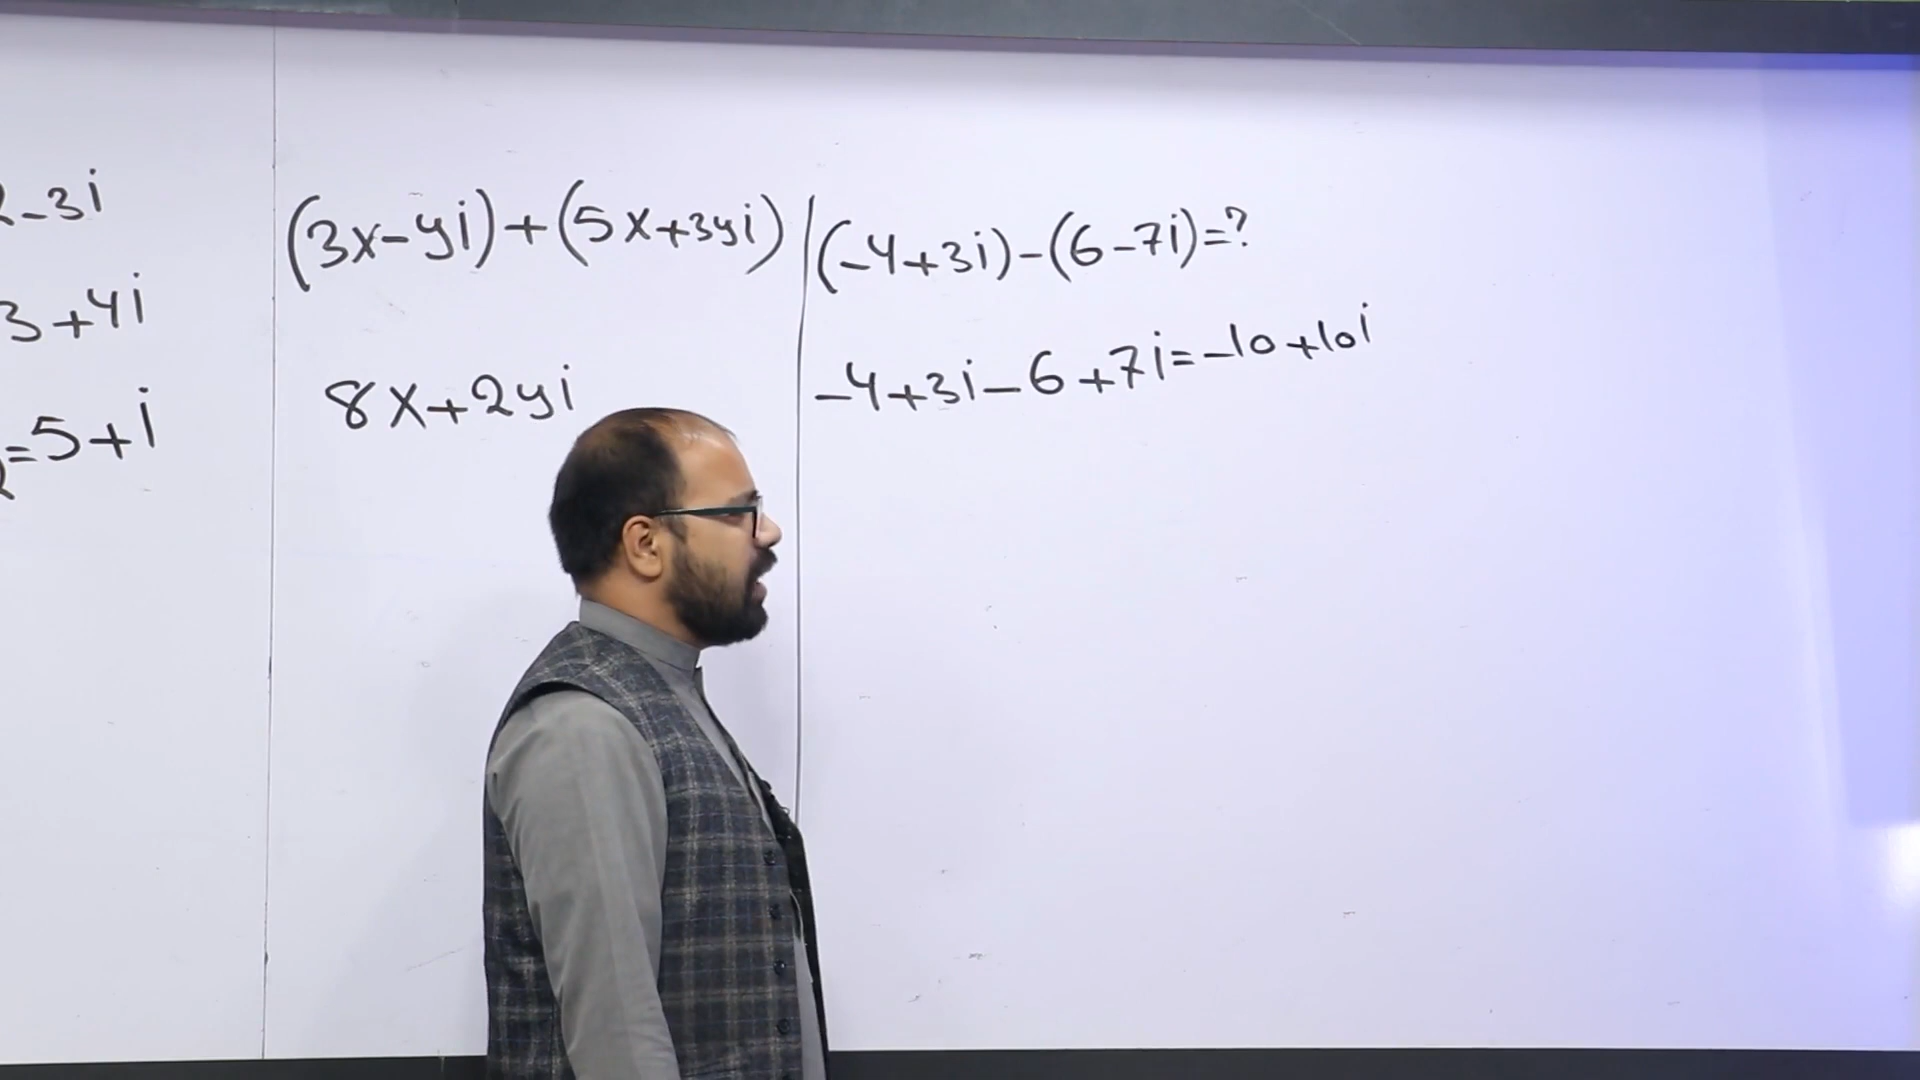 2-3i
3+4i
=5+i
(3x-yi)+(5x+3yi)
8x+2yi
(-4+3i)-(6-7i)=?
-4+3i-6+7i=-10+10i